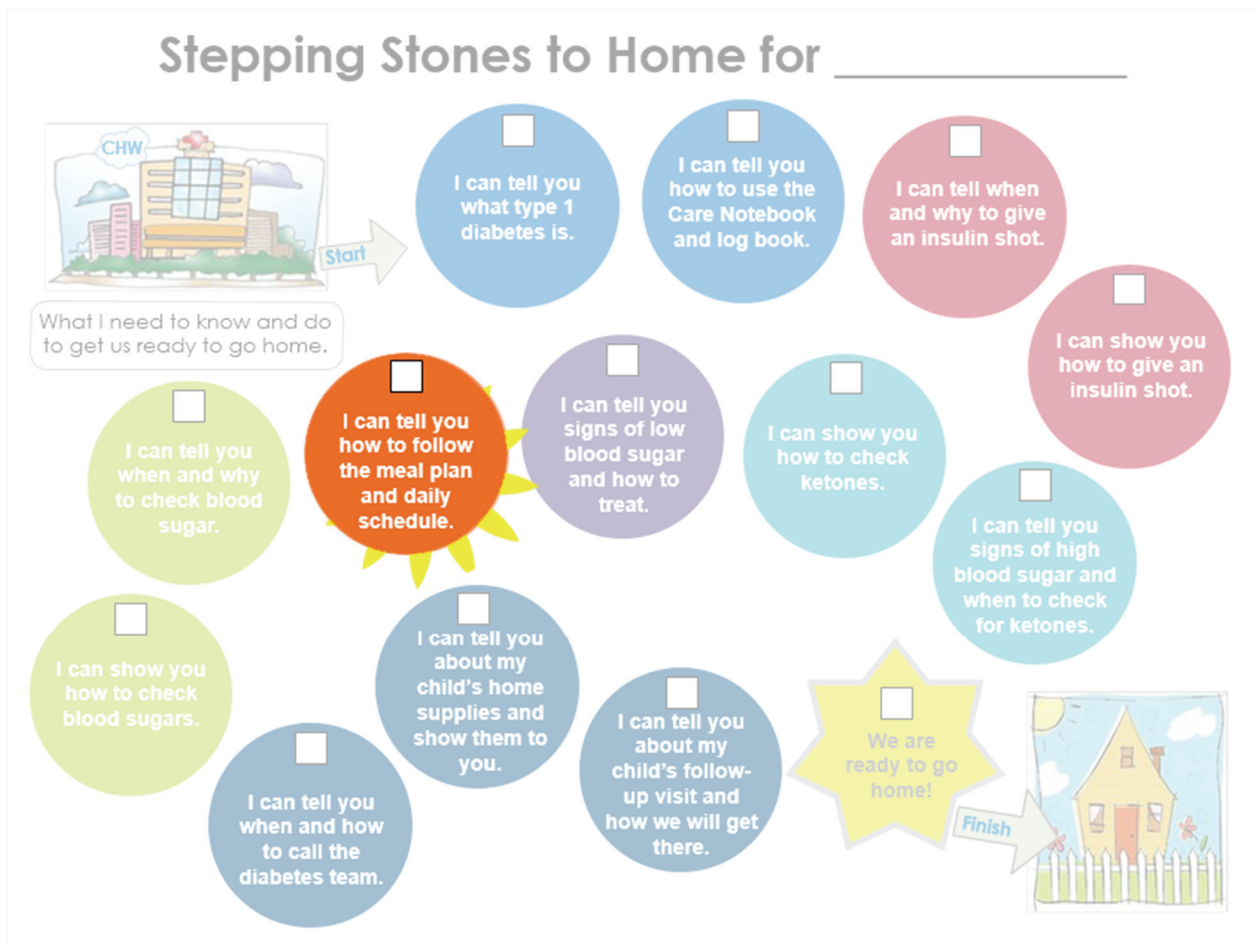 Stepping Stones to Home for ____________
CHW
Start
What I need to know and do
to get us ready to go home.
I can tell you
what type 1
diabetes is.
I can tell you
how to use the
Care Notebook
and log book.
I can tell when
and why to give
an insulin shot.
I can show you
how to give an
insulin shot.
I can tell you
signs of high
blood sugar and
when to check
for ketones.
I can show you
how to check
ketones.
I can tell you
signs of low
blood sugar
and how to
treat.
I can tell you
how to follow
the meal plan
and daily
schedule.
I can tell you
when and why
to check blood
sugar.
I can show you
how to check
blood sugars.
I can tell you
when and how
to call the
diabetes team.
I can tell you
about my
child's home
supplies and
show them to
you.
I can tell you
about my
child's follow-
up visit and
how we will get
there.
We are
ready to go
home!
Finish